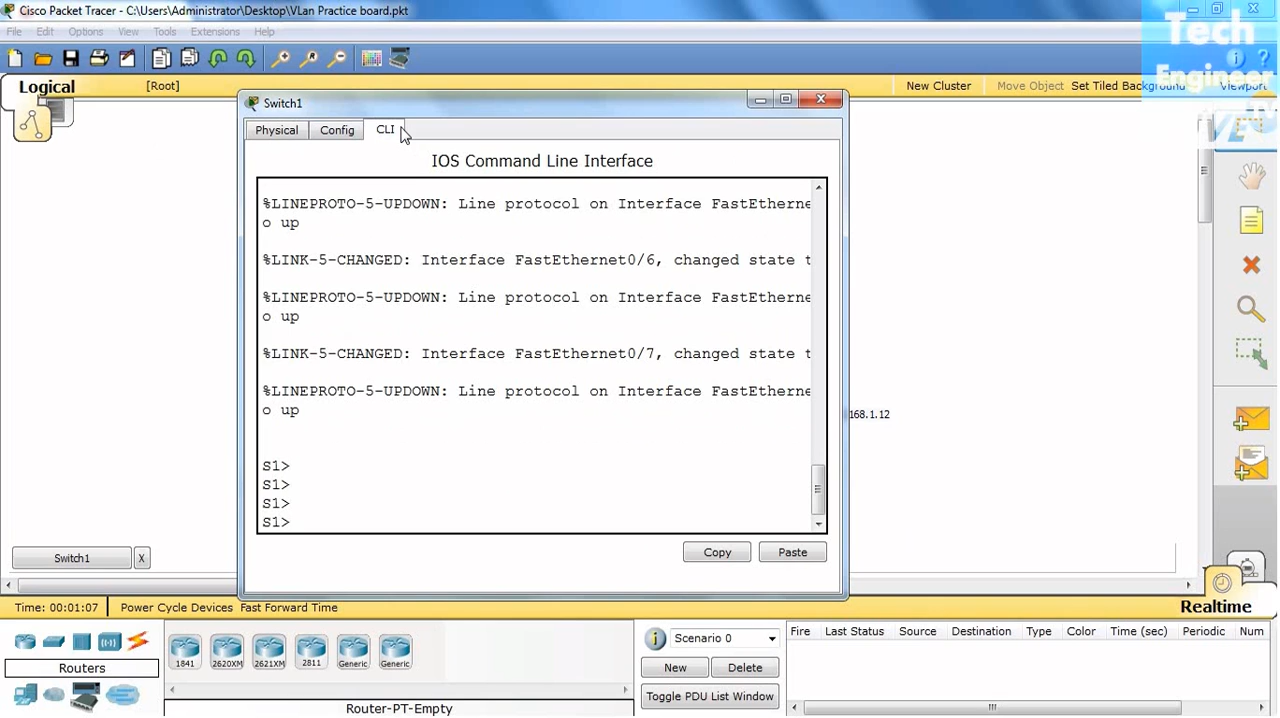 Cisco Packet Tracer - C:\Users\Administrator\Desktop\VLan Practice board.pkt
File Edit Options View Tools Extensions Help
Tech
Engineer
Logical [Root] New Cluster Move Object Set Tiled Background Viewport
Switch1
Physical Config CLI
IOS Command Line Interface
%LINEPROTO-5-UPDOWN: Line protocol on Interface FastEtherne
o up
%LINK-5-CHANGED: Interface FastEthernet0/6, changed state t
%LINEPROTO-5-UPDOWN: Line protocol on Interface FastEtherne
o up
%LINK-5-CHANGED: Interface FastEthernet0/7, changed state t
%LINEPROTO-5-UPDOWN: Line protocol on Interface FastEtherne
o up
168.1.12
S1>
S1>
S1>
S1>
Copy Paste
Switch1 X
Time: 00:01:07 Power Cycle Devices Fast Forward Time
Realtime
Routers
1841 2620XM 2621XM 2811 Generic Generic
Router-PT-Empty
Scenario 0
New Delete
Toggle PDU List Window
Fire Last Status Source Destination Type Color Time (sec) Periodic Num